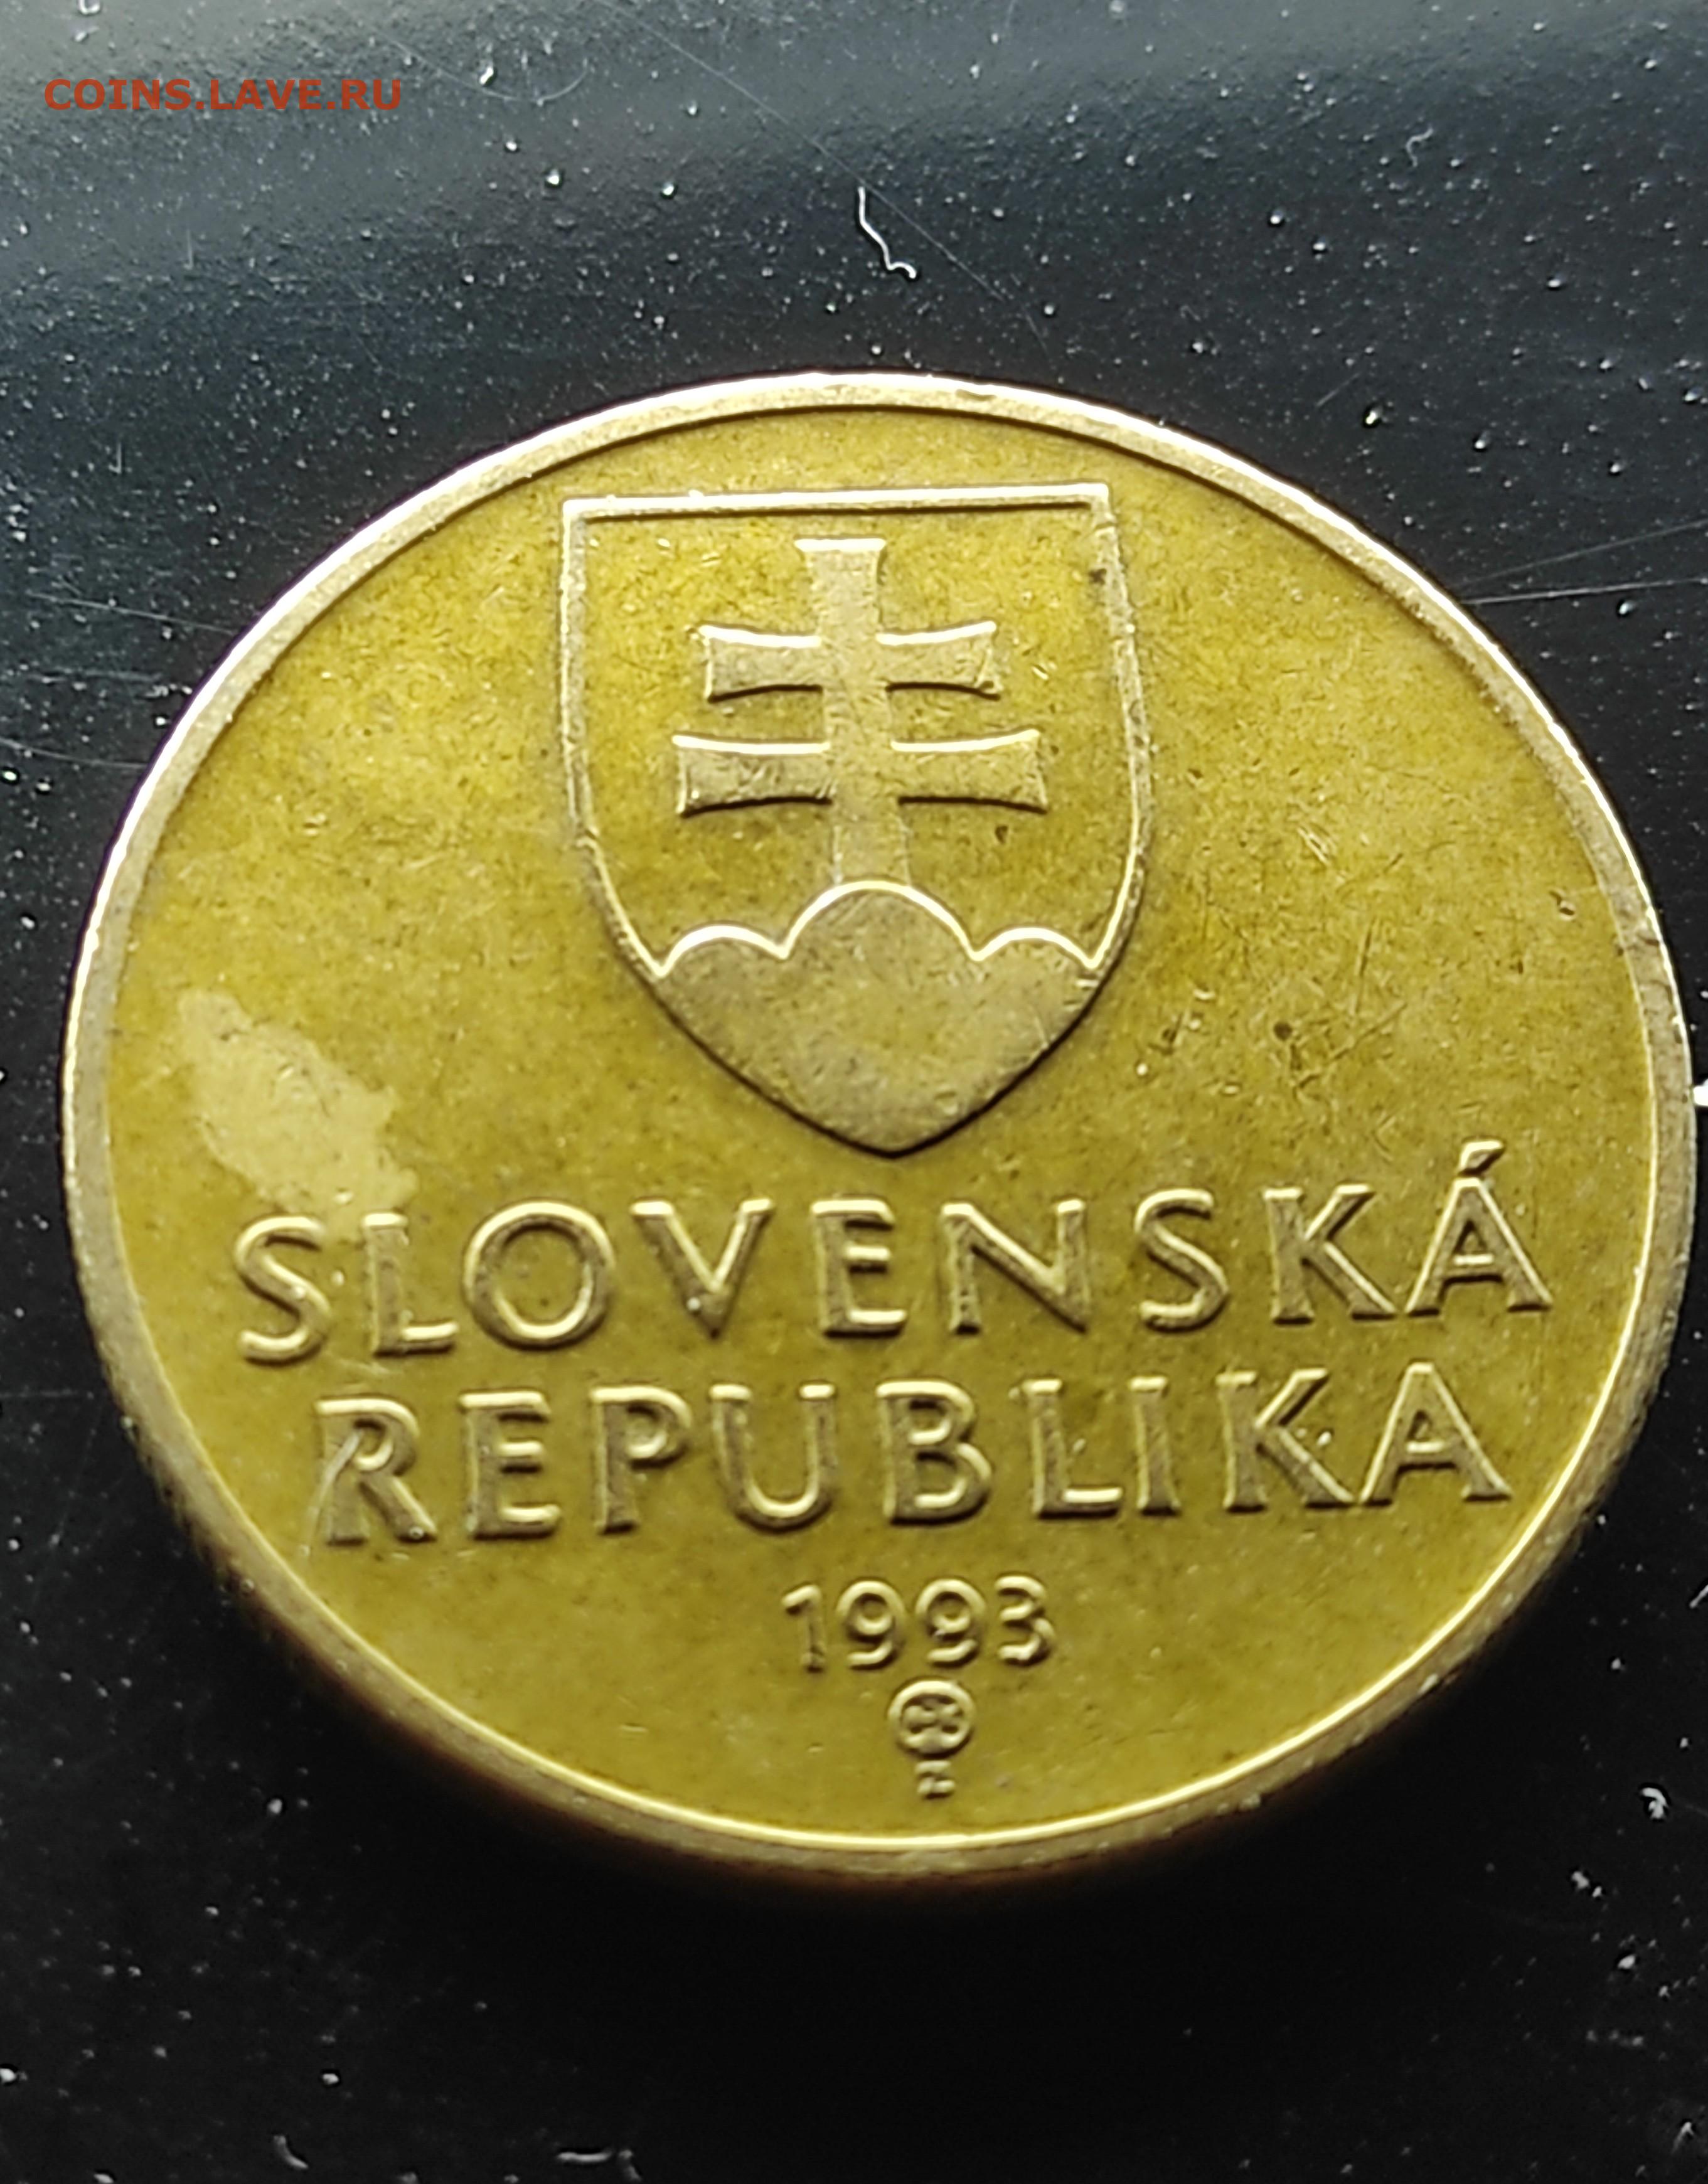 COINS.LAVE.RU
SLOVENSKÁ
REPUBLIKA
1993